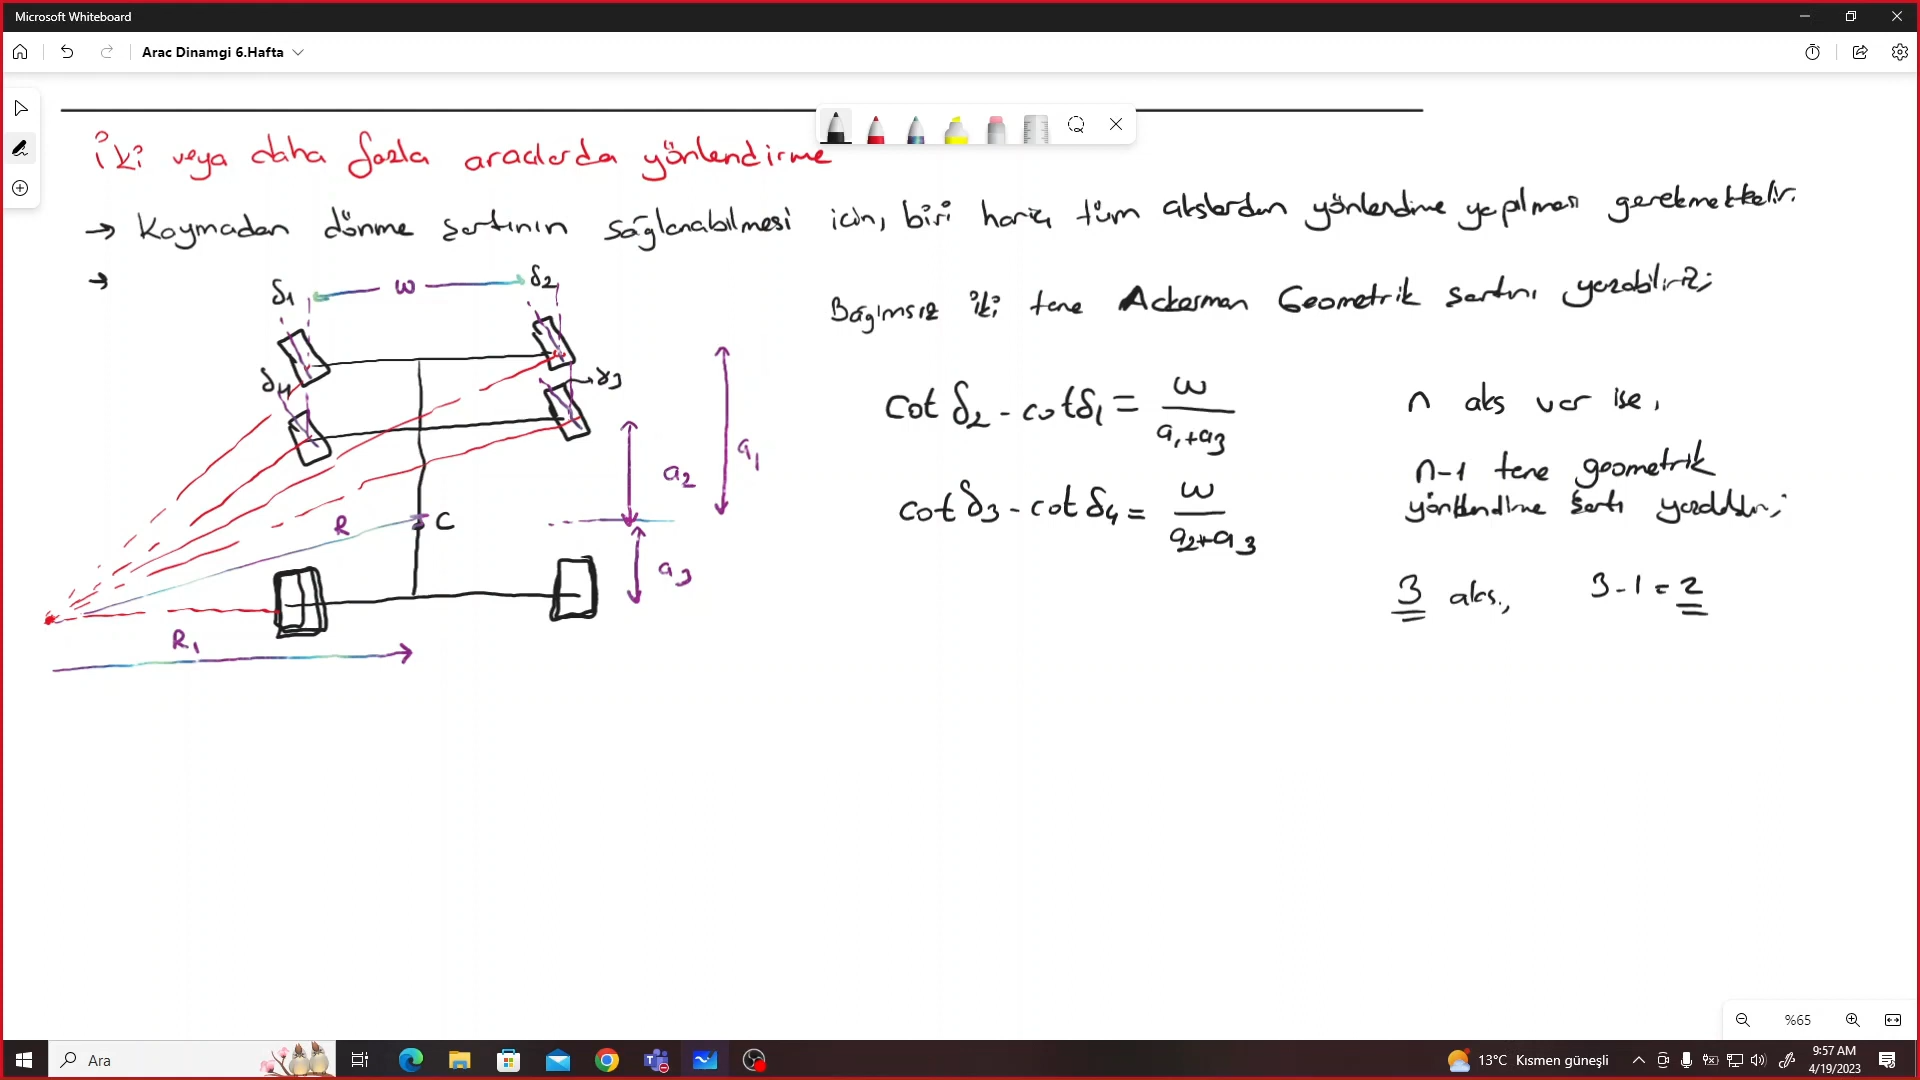 Microsoft Whiteboard
Arac Dinamgi 6.Hafta
İki veya daha fazla araclarda yönlendirme
→ Kaymadan dönme şartının sağlanabilmesi için, biri hariç tüm akslardan yönlendirme yapılması gerekmektedir.
→
δ1 w δ2
Bağımsız iki tane Ackerman Geometrik şartını yazabiliriz;
δ4 δ3
cot δ2 - cot δ1 = w / a1+a3
n aks var ise,
a1
a2
n-1 tane geometrik
yönlendirme şartı yazılabilir;
cot δ3 - cot δ4 = w / a2+a3
R C
a3
3 aks., 3-1 = 2
R1
%65
Ara
13°C Kısmen güneşli
9:57 AM
4/19/2023